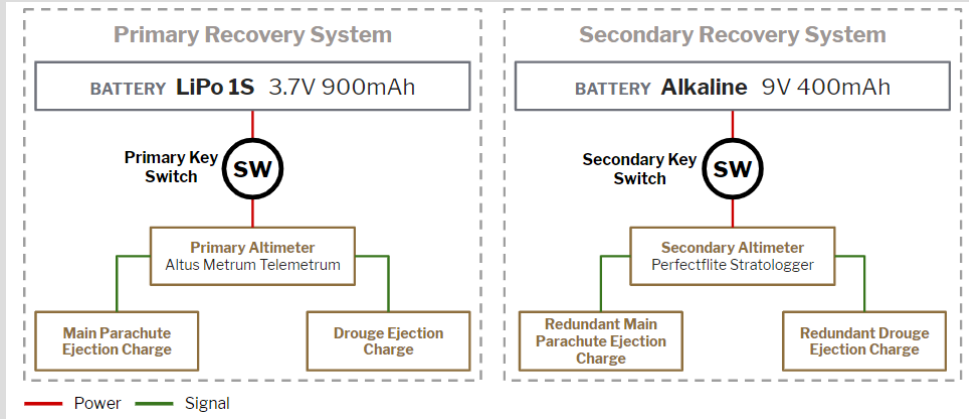 Primary Recovery System
BATTERY LiPo 1S 3.7V 900mAh
Primary Key
Switch
SW
Primary Altimeter
Altus Metrum Telemetrum
Main Parachute
Ejection Charge
Drouge Ejection
Charge
Secondary Recovery System
BATTERY Alkaline 9V 400mAh
Secondary Key
Switch
SW
Secondary Altimeter
Perfectflite Stratologger
Redundant Main
Parachute Ejection
Charge
Redundant Drouge
Ejection Charge
Power
Signal